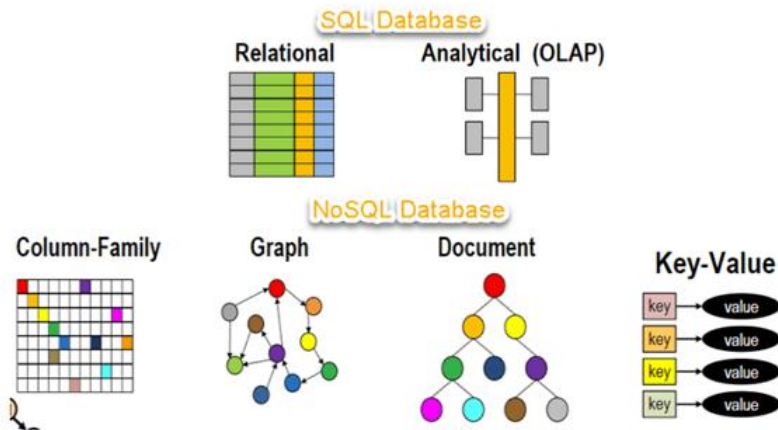 SQL Database
Relational
Analytical (OLAP)
NoSQL Database
Column-Family
Graph
Document
Key-Value
key
value
key
value
key
value
key
value